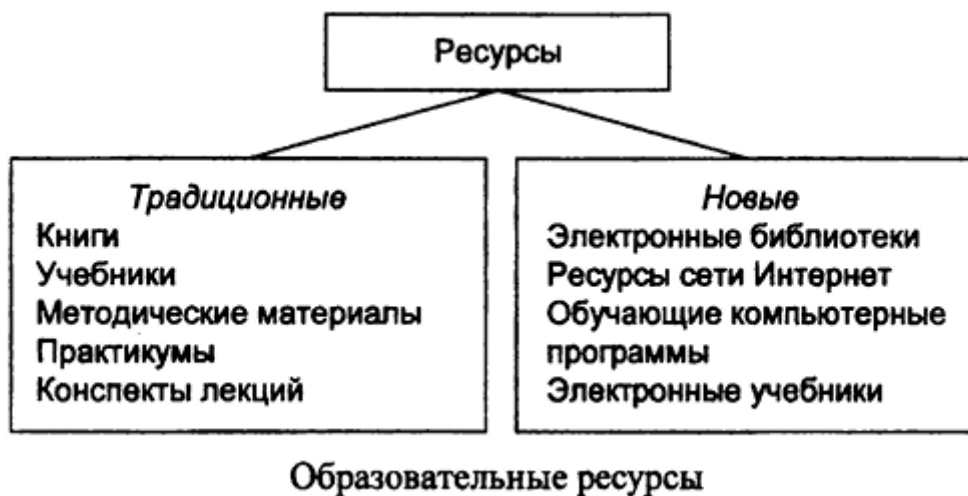 Ресурсы
Традиционные
Книги
Учебники
Методические материалы
Практикумы
Конспекты лекций
Новые
Электронные библиотеки
Ресурсы сети Интернет
Обучающие компьютерные
программы
Электронные учебники
Образовательные ресурсы